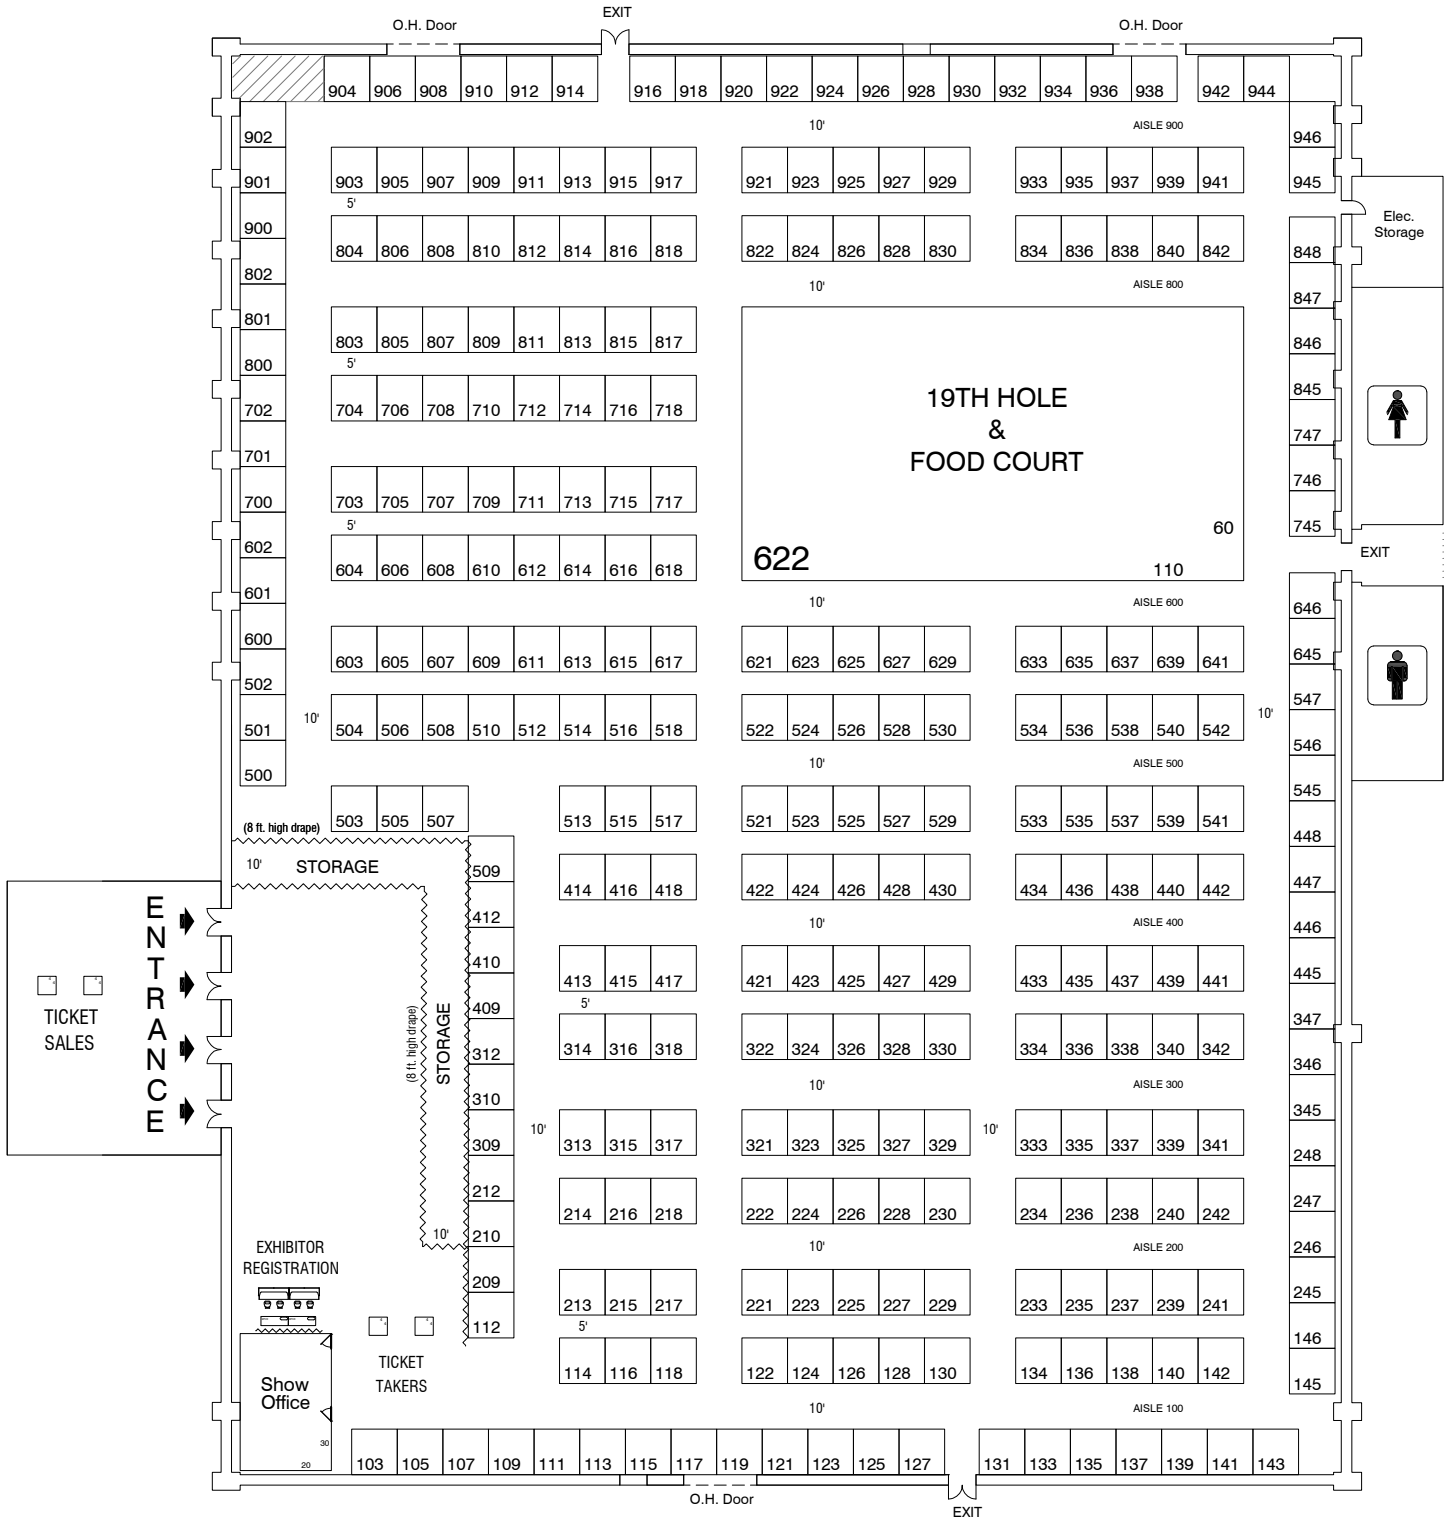 EXIT
O.H. Door
O.H. Door
904 906 908 910 912 914 916 918 920 922 924 926 928 930 932 934 936 938 942 944
10' AISLE 900
902 946
903 905 907 909 911 913 915 917 921 923 925 927 929 933 935 937 939 941
901 945
5'
900
Elec.
Storage
804 806 808 810 812 814 816 818 822 824 826 828 830 834 836 838 840 842 848
802
10' AISLE 800
847
801
803 805 807 809 811 813 815 817 846
800
5'
845
702
704 706 708 710 712 714 716 718
19TH HOLE
&
FOOD COURT
747
701
746
700
703 705 707 709 711 713 715 717
5'
60
745
602
EXIT
622
110
604 606 608 610 612 614 616 618
601
10' AISLE 600
646
600
603 605 607 609 611 613 615 617 621 623 625 627 629 633 635 637 639 641
645
502
547
10' 10'
501 504 506 508 510 512 514 516 518 522 524 526 528 530 534 536 538 540 542
546
10' AISLE 500
500
545
503 505 507 513 515 517 521 523 525 527 529 533 535 537 539 541
(8 ft. high drape)
448
10' STORAGE
509
447
414 416 418 422 424 426 428 430 434 436 438 440 442
ENTRANCE
412
10' AISLE 400
446
410
445
413 415 417 421 423 425 427 429 433 435 437 439 441
5'
409
TICKET
SALES
347
(8 ft. high drape)
STORAGE
312
314 316 318 322 324 326 328 330 334 336 338 340 342
346
10' AISLE 300
310
345
10' 10'
309
313 315 317 321 323 325 327 329 333 335 337 339 341
248
212
247
214 216 218 222 224 226 228 230 234 236 238 240 242
10'
210
10' AISLE 200
246
EXHIBITOR
REGISTRATION
209
245
213 215 217 221 223 225 227 229 233 235 237 239 241
5'
112
146
TICKET
TAKERS
114 116 118 122 124 126 128 130 134 136 138 140 142
145
Show
Office
10' AISLE 100
30
20
103 105 107 109 111 113 115 117 119 121 123 125 127 131 133 135 137 139 141 143
O.H. Door
EXIT